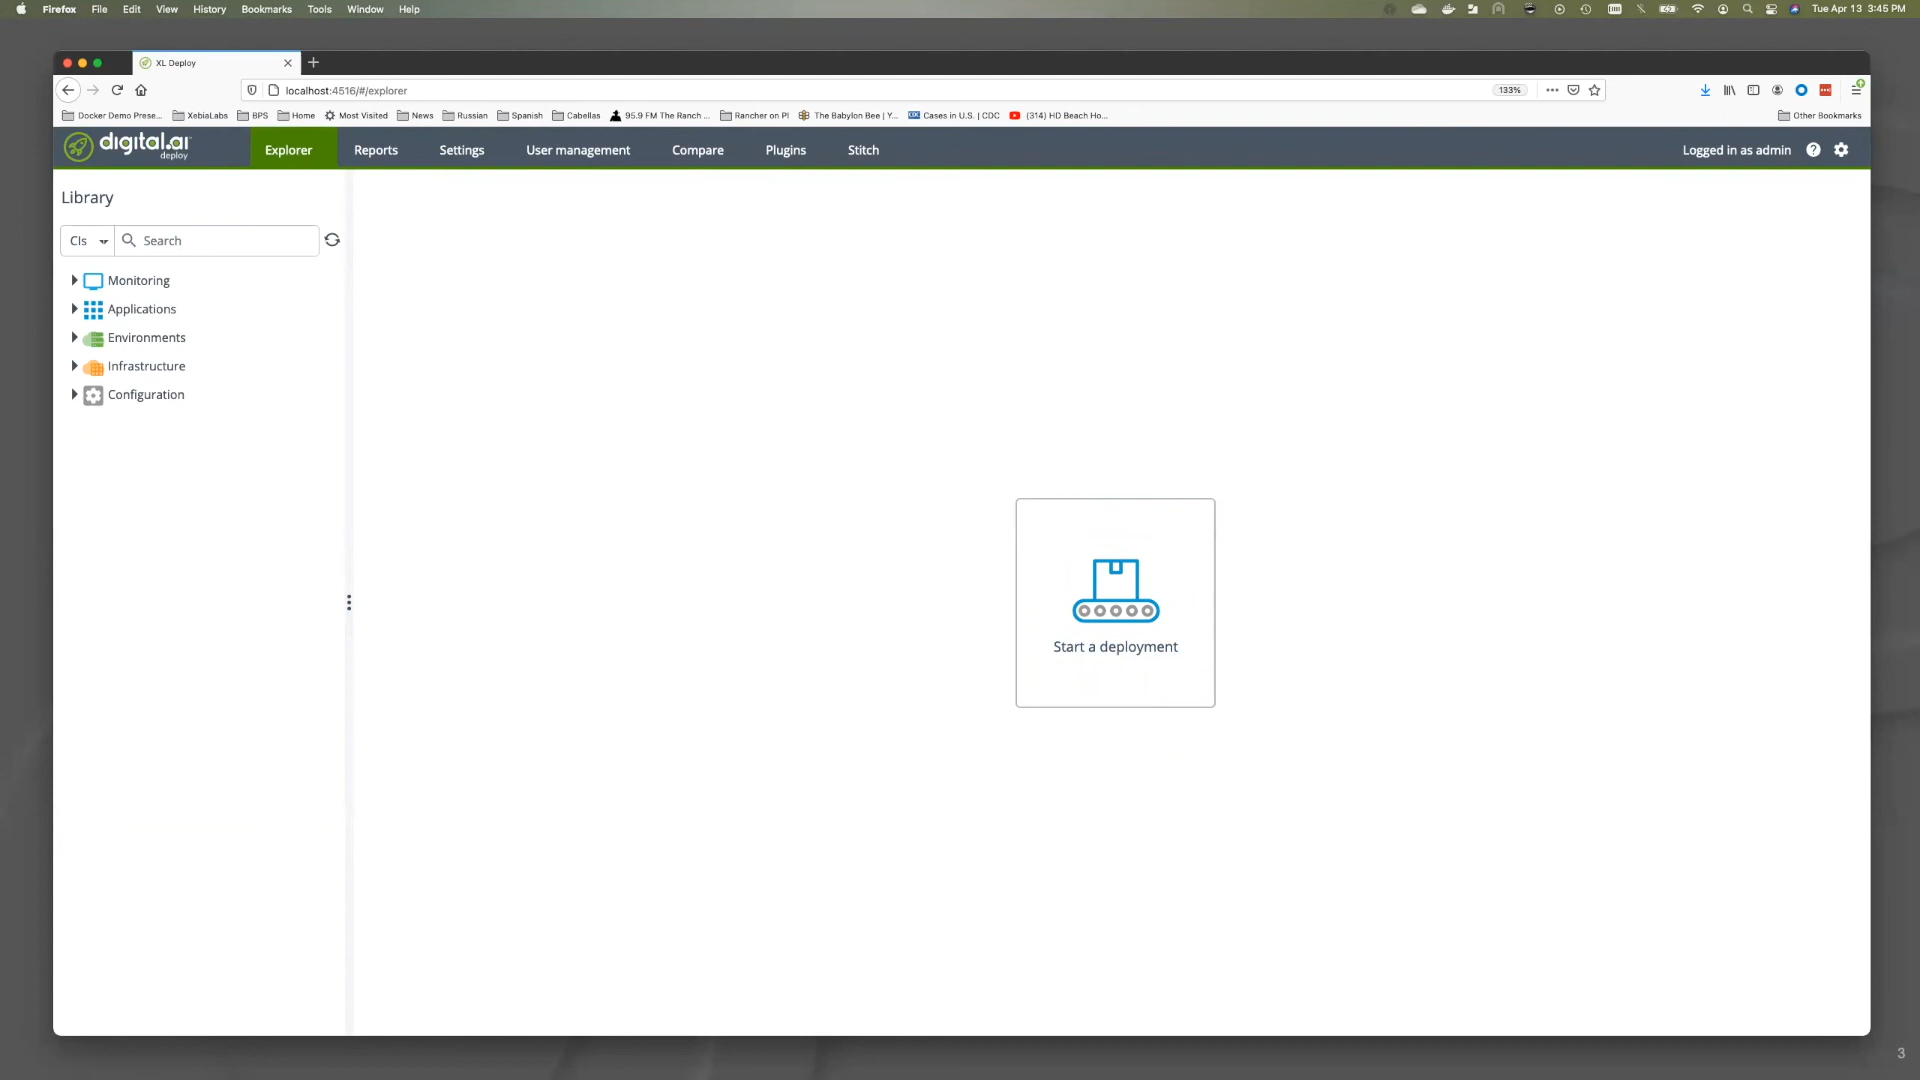 Firefox File Edit View History Bookmarks Tools Window Help Tue Apr 13 3:45 PM
XL Deploy
localhost:4516/#/explorer 133%
Docker Demo Prese... XebiaLabs BPS Home Most Visited News Russian Spanish Cabellas 95.9 FM The Ranch ... Rancher on PI The Babylon Bee | Y... Cases in U.S. | CDC (314) HD Beach Ho... Other Bookmarks
digital.ai
deploy
Explorer Reports Settings User management Compare Plugins Stitch Logged in as admin
Library
CIs Search
Monitoring
Applications
Environments
Infrastructure
Configuration
Start a deployment
3